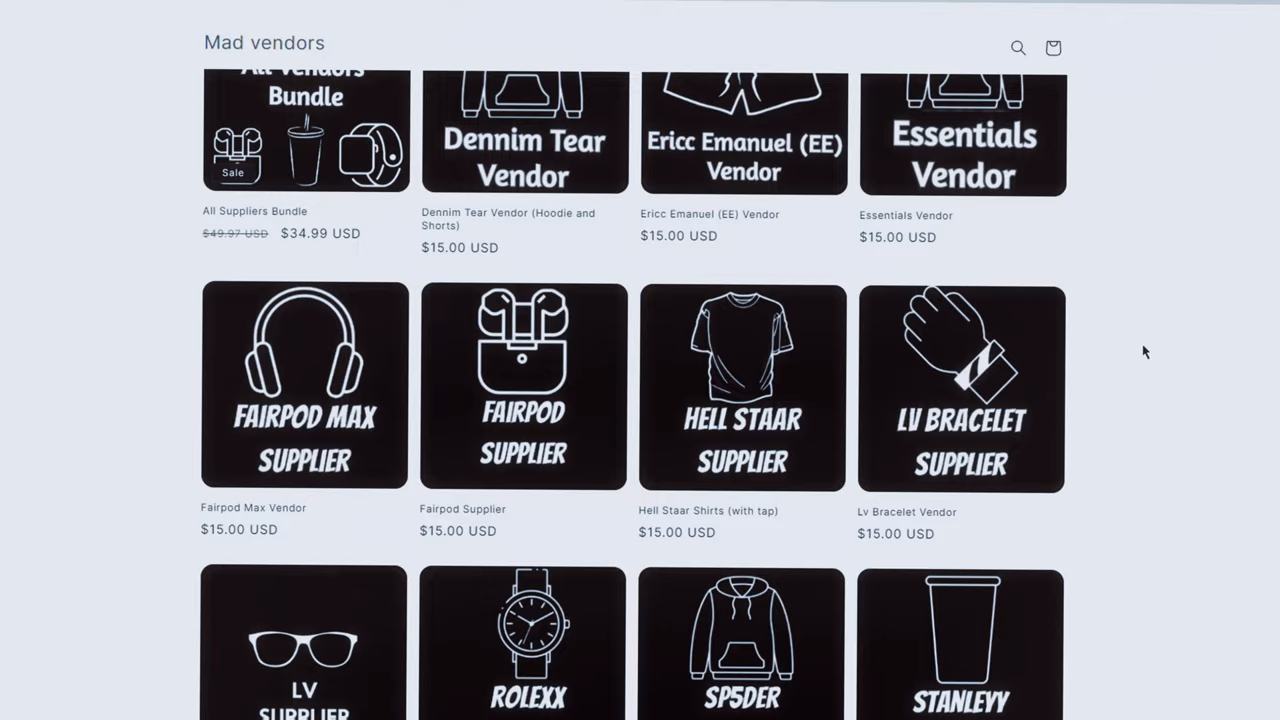 Mad vendors
All Vendors
Bundle
Sale
Dennim Tear
Vendor
Ericc Emanuel (EE)
Vendor
Essentials
Vendor
All Suppliers Bundle
$49.97 USD $34.99 USD
Dennim Tear Vendor (Hoodie and
Shorts)
$15.00 USD
Ericc Emanuel (EE) Vendor
$15.00 USD
Essentials Vendor
$15.00 USD
FAIRPOD MAX
SUPPLIER
FAIRPOD
SUPPLIER
HELL STAAR
SUPPLIER
LV BRACELET
SUPPLIER
Fairpod Max Vendor
$15.00 USD
Fairpod Supplier
$15.00 USD
Hell Staar Shirts (with tap)
$15.00 USD
Lv Bracelet Vendor
$15.00 USD
LV
SUPPLIER
ROLEXX
SP5DER
STANLEYY